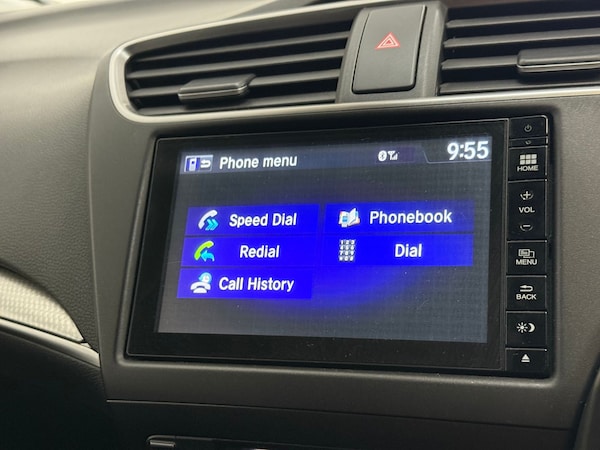 Phone menu
9:55
Speed Dial
Phonebook
Redial
Dial
Call History
HOME
+
VOL
−
MENU
BACK